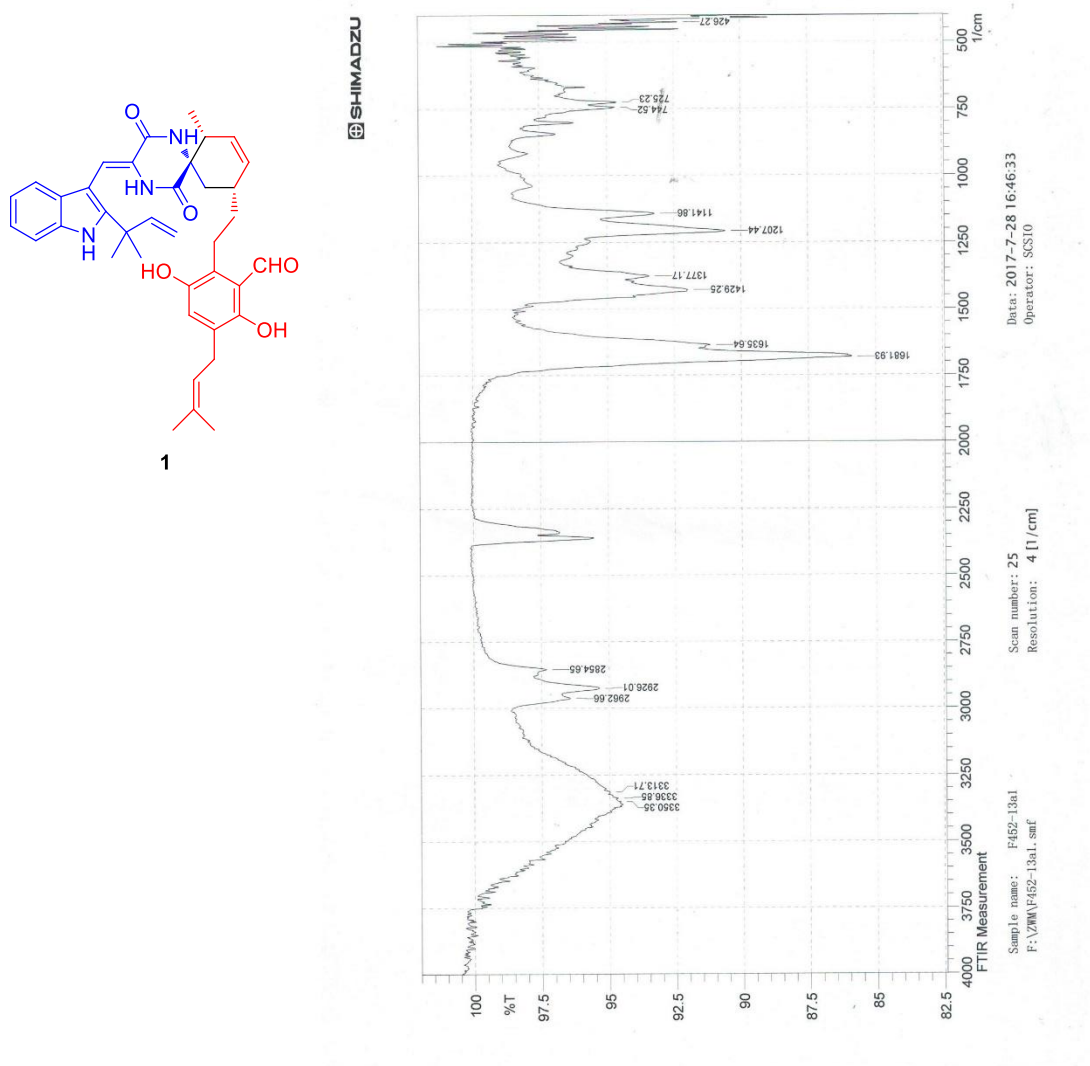 O
NH
HN
O
N
H
HO
CHO
OH
1
SHIMADZU
100
%T
97.5
95
92.5
90
87.5
85
82.5
4000
3750
3500
3250
3000
2750
2500
2250
2000
1750
1500
1250
1000
750
500
1/cm
FTIR Measurement
3350.35
3336.85
3313.71
2962.66
2926.01
2854.65
1681.93
1635.64
1429.25
1377.17
1207.44
1141.86
744.52
725.23
426.27
Sample name: F452-13a1
F:\ZWM\F452-13a1.smf
Scan number: 25
Resolution: 4 [1/cm]
Data: 2017-7-28 16:46:33
Operator: SCSIO